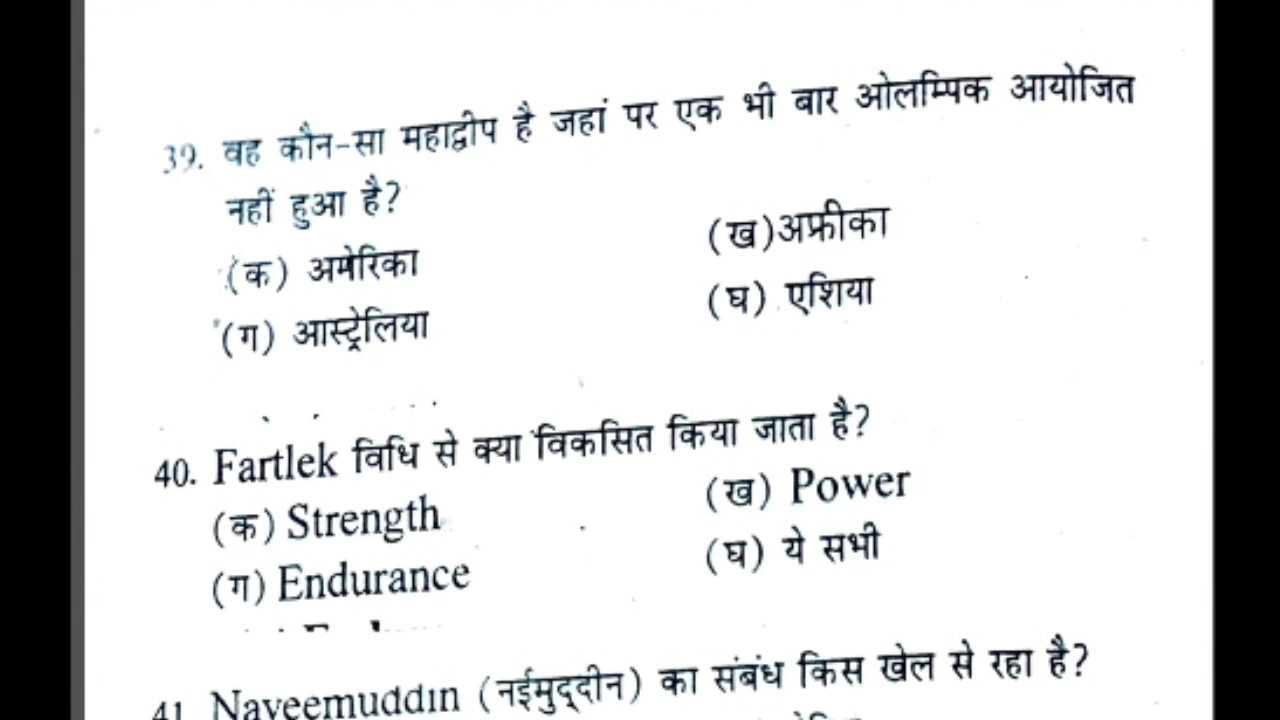 39. वह कौन-सा महाद्वीप है जहां पर एक भी बार ओलम्पिक आयोजित
नहीं हुआ है?
(क) अमेरिका (ख)अफ्रीका
(ग) आस्ट्रेलिया (घ) एशिया
40. Fartlek विधि से क्या विकसित किया जाता है?
(क) Strength (ख) Power
(ग) Endurance (घ) ये सभी
41 Nayeemuddin (नईमुद्दीन) का संबंध किस खेल से रहा है?